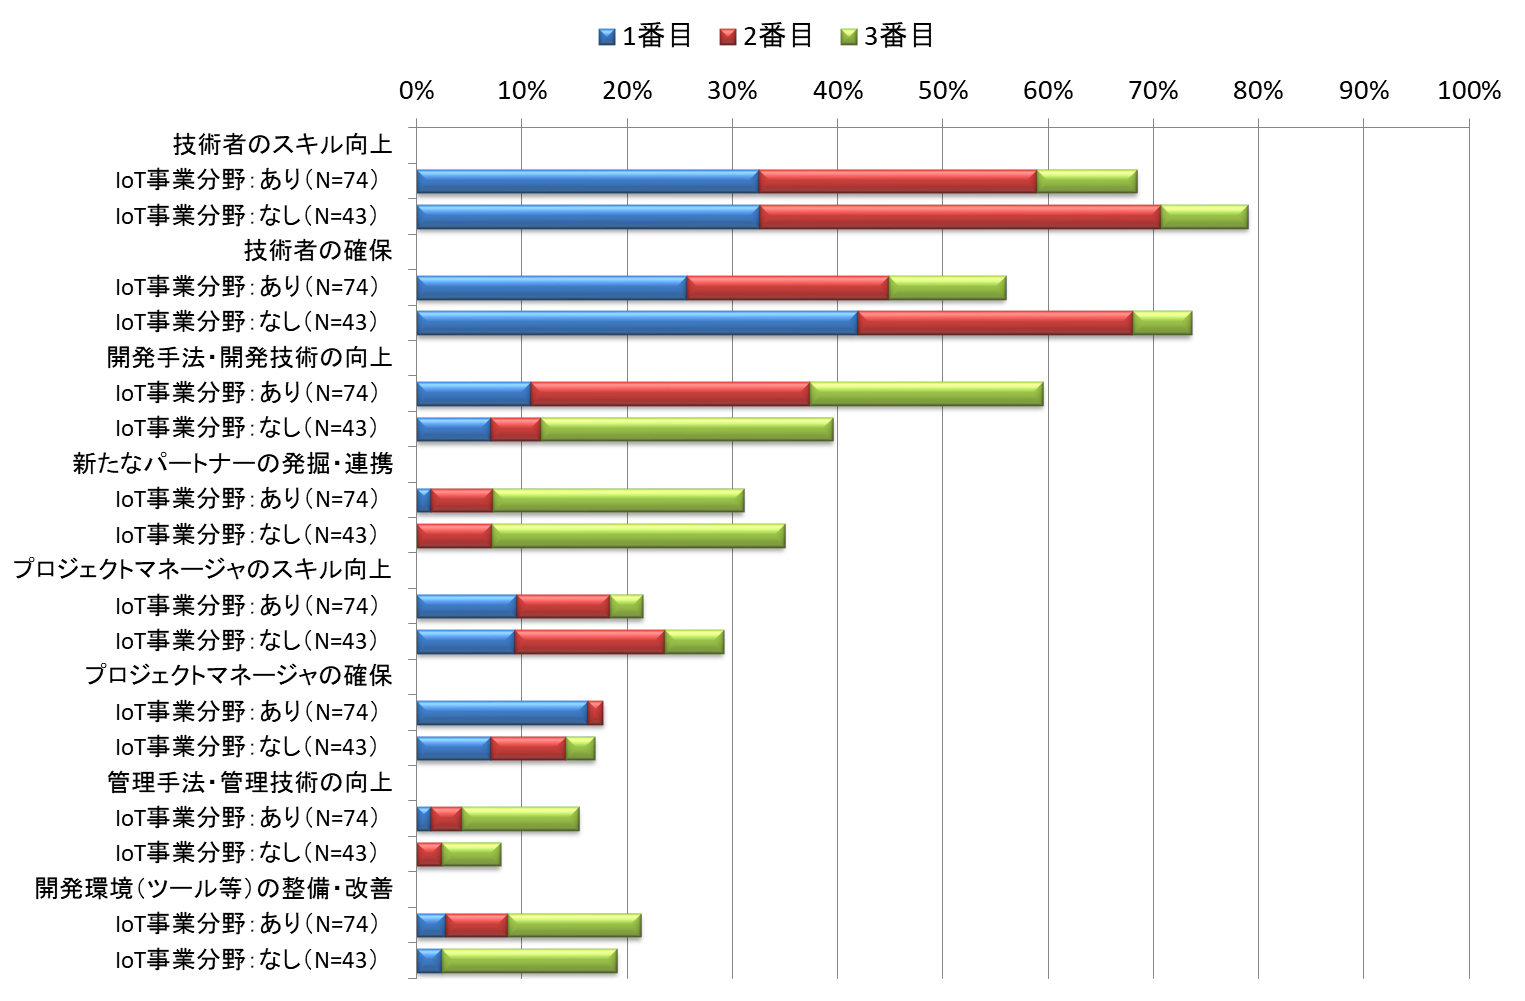 1番目 2番目 3番目
0% 10% 20% 30% 40% 50% 60% 70% 80% 90% 100%
技術者のスキル向上
IoT事業分野：あり（N=74）
IoT事業分野：なし（N=43）
技術者の確保
IoT事業分野：あり（N=74）
IoT事業分野：なし（N=43）
開発手法・開発技術の向上
IoT事業分野：あり（N=74）
IoT事業分野：なし（N=43）
新たなパートナーの発掘・連携
IoT事業分野：あり（N=74）
IoT事業分野：なし（N=43）
プロジェクトマネージャのスキル向上
IoT事業分野：あり（N=74）
IoT事業分野：なし（N=43）
プロジェクトマネージャの確保
IoT事業分野：あり（N=74）
IoT事業分野：なし（N=43）
管理手法・管理技術の向上
IoT事業分野：あり（N=74）
IoT事業分野：なし（N=43）
開発環境（ツール等）の整備・改善
IoT事業分野：あり（N=74）
IoT事業分野：なし（N=43）